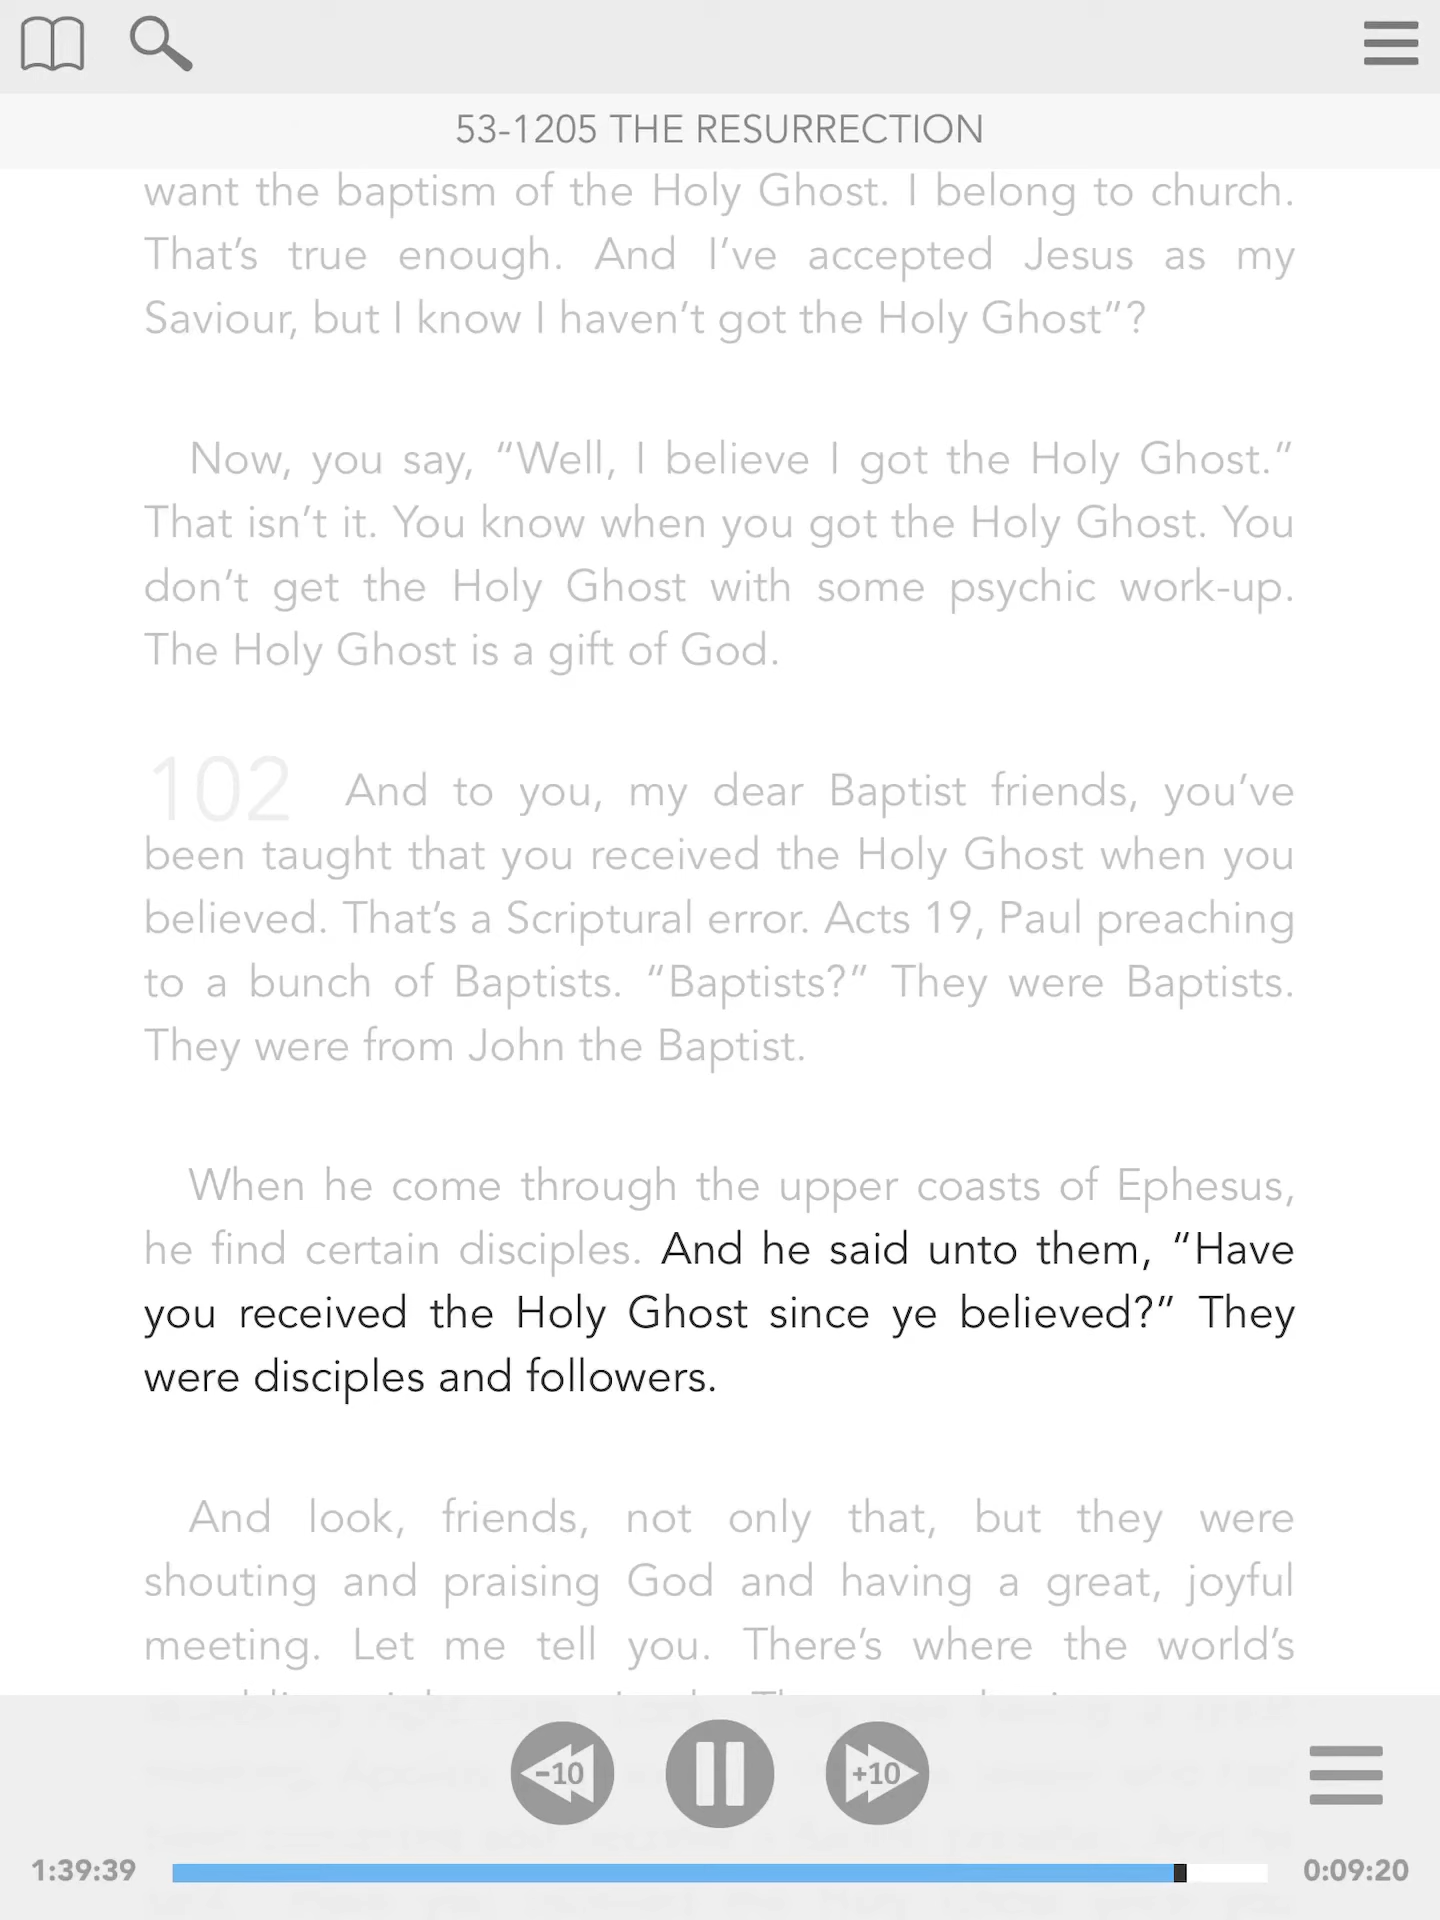 53-1205 THE RESURRECTION
want the baptism of the Holy Ghost. I belong to church.
That’s true enough. And I’ve accepted Jesus as my
Saviour, but I know I haven’t got the Holy Ghost”?
Now, you say, “Well, I believe I got the Holy Ghost.”
That isn’t it. You know when you got the Holy Ghost. You
don’t get the Holy Ghost with some psychic work-up.
The Holy Ghost is a gift of God.
102 And to you, my dear Baptist friends, you’ve
been taught that you received the Holy Ghost when you
believed. That’s a Scriptural error. Acts 19, Paul preaching
to a bunch of Baptists. “Baptists?” They were Baptists.
They were from John the Baptist.
When he come through the upper coasts of Ephesus,
he find certain disciples. And he said unto them, “Have
you received the Holy Ghost since ye believed?” They
were disciples and followers.
And look, friends, not only that, but they were
shouting and praising God and having a great, joyful
meeting. Let me tell you. There’s where the world’s
-10 +10
1:39:39 0:09:20